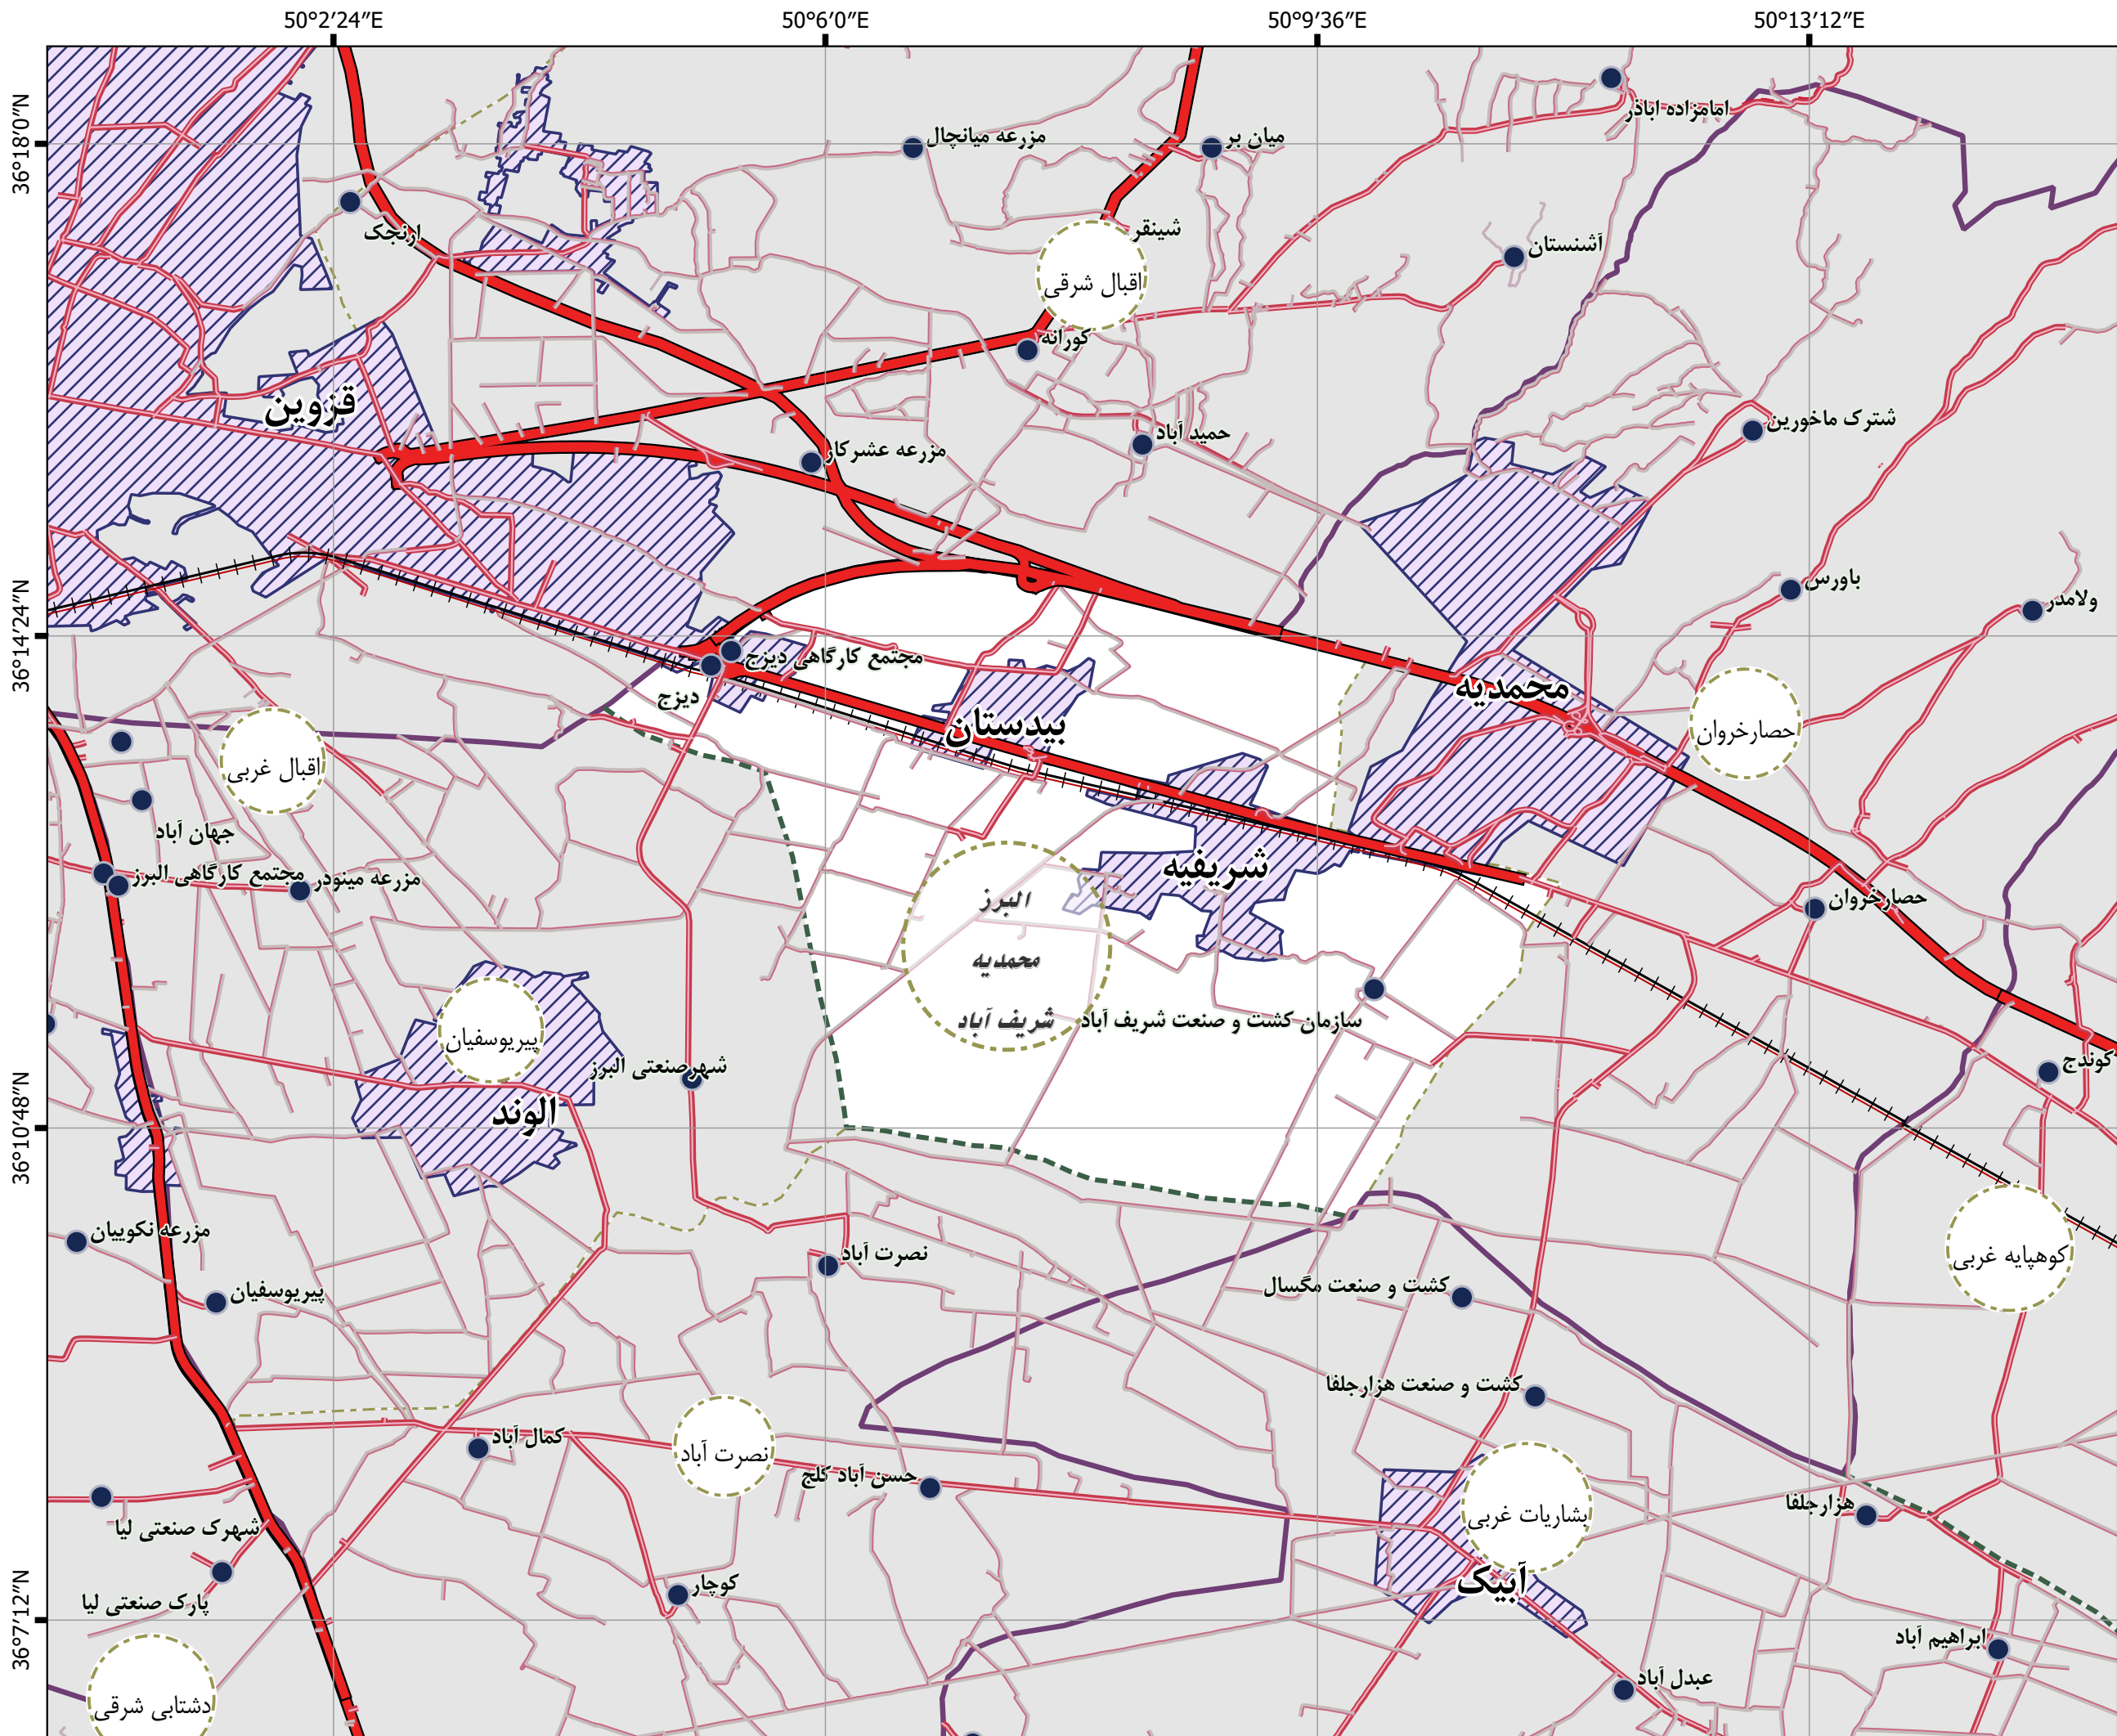 50°2′24″E
50°6′0″E
50°9′36″E
50°13′12″E
36°18′0″N
36°14′24″N
36°10′48″N
36°7′12″N
امامزاده اباذر
میان بر
مزرعه میانچال
ارنجک
شینقر
آشنستان
اقبال شرقی
کورانه
قزوین
شترک ماخورین
حمید آباد
مزرعه عشرکار
باورس
ولامدر
مجتمع کارگاهی دیزج
دیزج
محمدیه
بیدستان
حصارخروان
اقبال غربی
جهان آباد
شریفیه
مجتمع کارگاهی البرز
مزرعه مینودر
حصارخروان
البرز
محمدیه
شریف آباد
سازمان کشت و صنعت شریف آباد
پیریوسفیان
شهرصنعتی البرز
کوندج
الوند
مزرعه نکوییان
نصرت آباد
کوهپایه غربی
پیریوسفیان
کشت و صنعت مگسال
کشت و صنعت هزارجلفا
کمال آباد
نصرت آباد
حسن آباد کلج
هزارجلفا
بشاریات غربی
شهرک صنعتی لیا
آبیک
کوچار
پارک صنعتی لیا
ابراهیم آباد
عبدل آباد
دشتابی شرقی